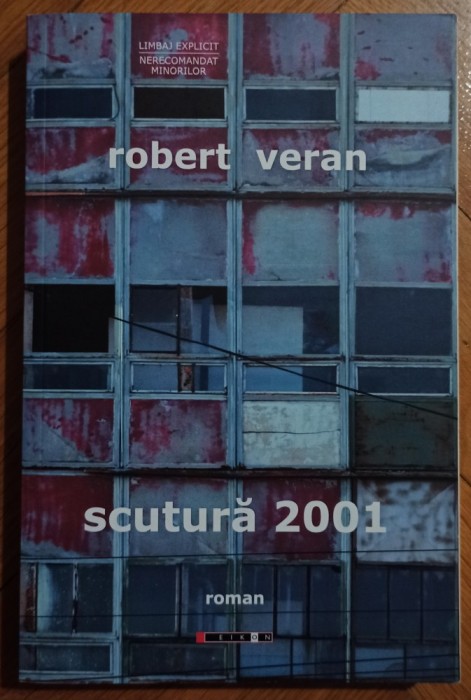 LIMBAJ EXPLICIT
NERECOMANDAT
MINORILOR
robert veran
scutură 2001
roman
EIKON